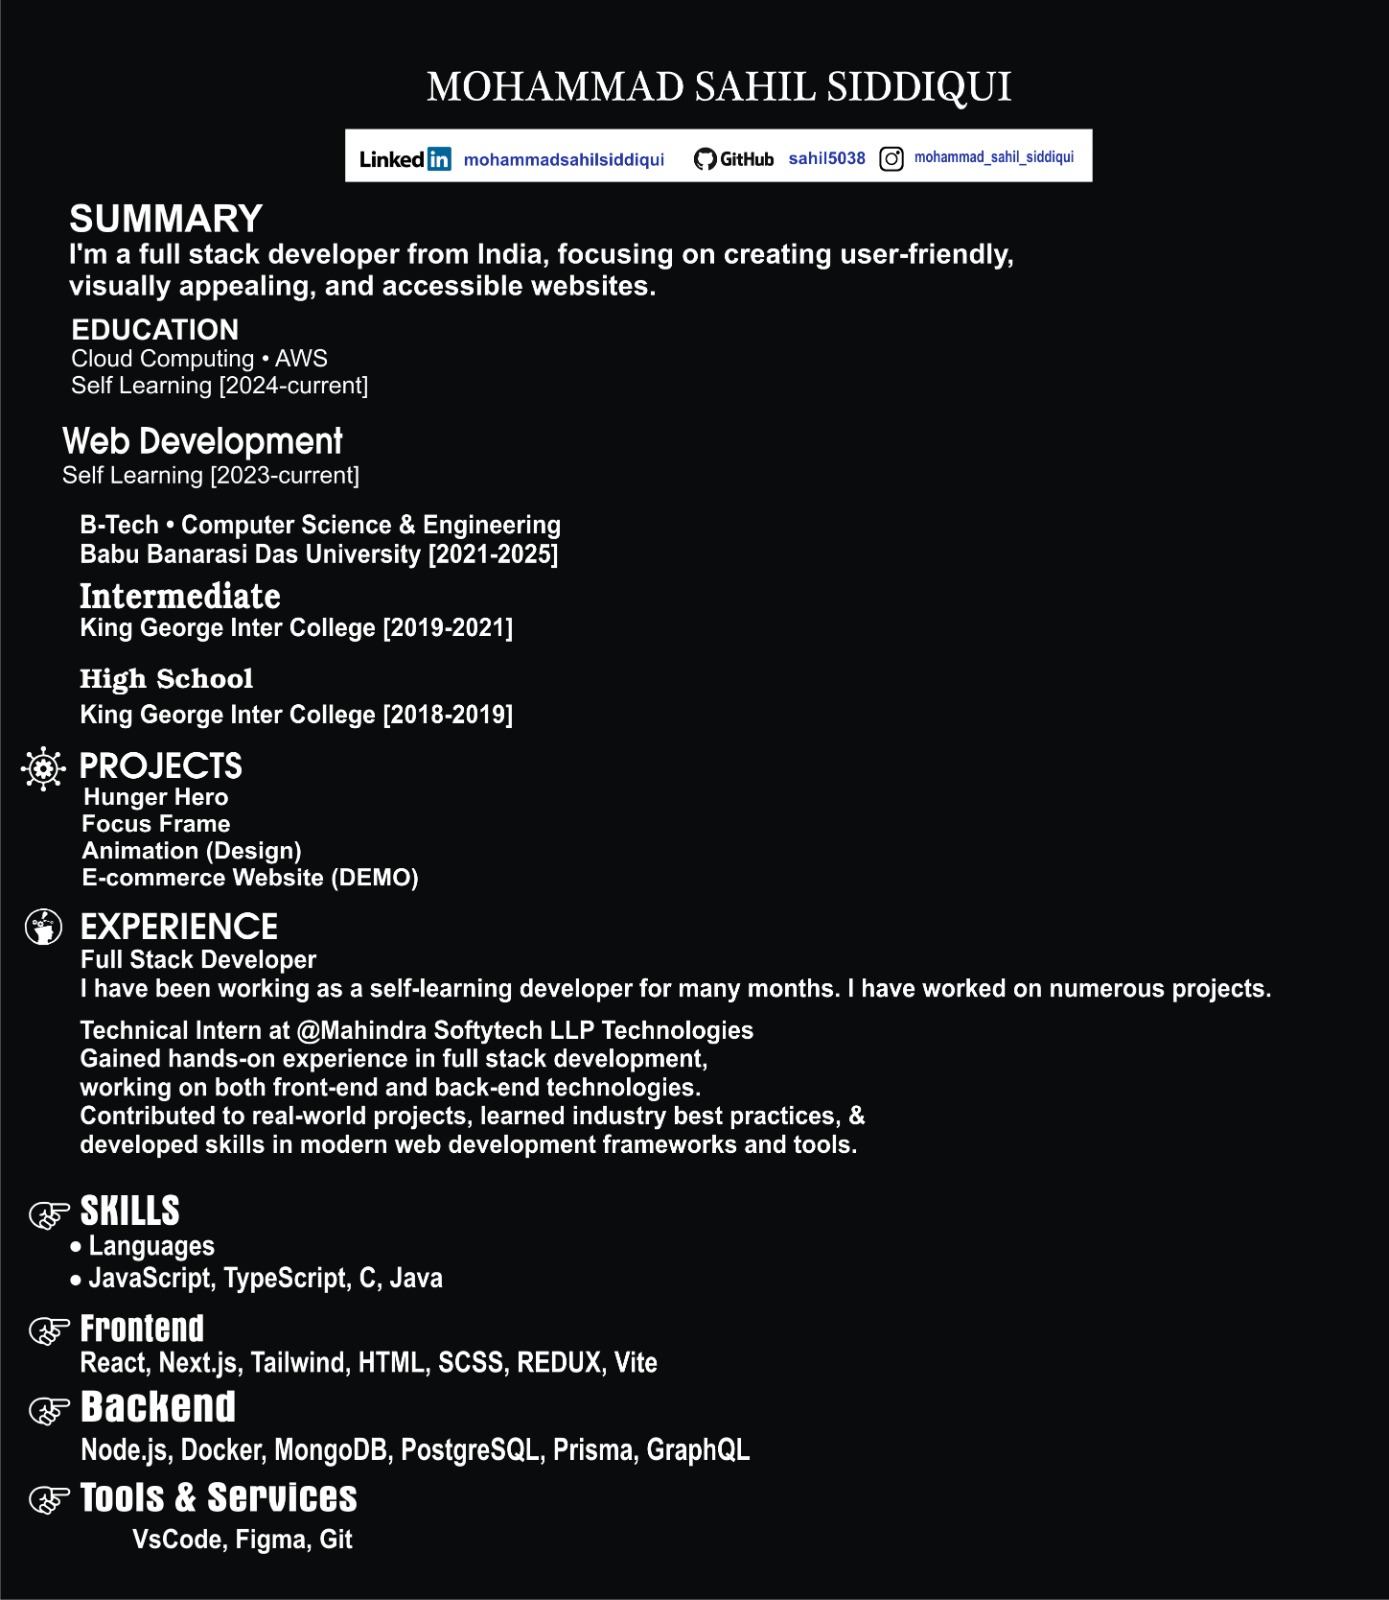 MOHAMMAD SAHIL SIDDIQUI
Linked in mohammadsahilsiddiqui GitHub sahil5038 mohammad_sahil_siddiqui
SUMMARY
I'm a full stack developer from India, focusing on creating user-friendly,
visually appealing, and accessible websites.
EDUCATION
Cloud Computing • AWS
Self Learning [2024-current]
Web Development
Self Learning [2023-current]
B-Tech • Computer Science & Engineering
Babu Banarasi Das University [2021-2025]
Intermediate
King George Inter College [2019-2021]
High School
King George Inter College [2018-2019]
PROJECTS
Hunger Hero
Focus Frame
Animation (Design)
E-commerce Website (DEMO)
EXPERIENCE
Full Stack Developer
I have been working as a self-learning developer for many months. I have worked on numerous projects.
Technical Intern at @Mahindra Softytech LLP Technologies
Gained hands-on experience in full stack development,
working on both front-end and back-end technologies.
Contributed to real-world projects, learned industry best practices, &
developed skills in modern web development frameworks and tools.
SKILLS
• Languages
• JavaScript, TypeScript, C, Java
Frontend
React, Next.js, Tailwind, HTML, SCSS, REDUX, Vite
Backend
Node.js, Docker, MongoDB, PostgreSQL, Prisma, GraphQL
Tools & Services
VsCode, Figma, Git